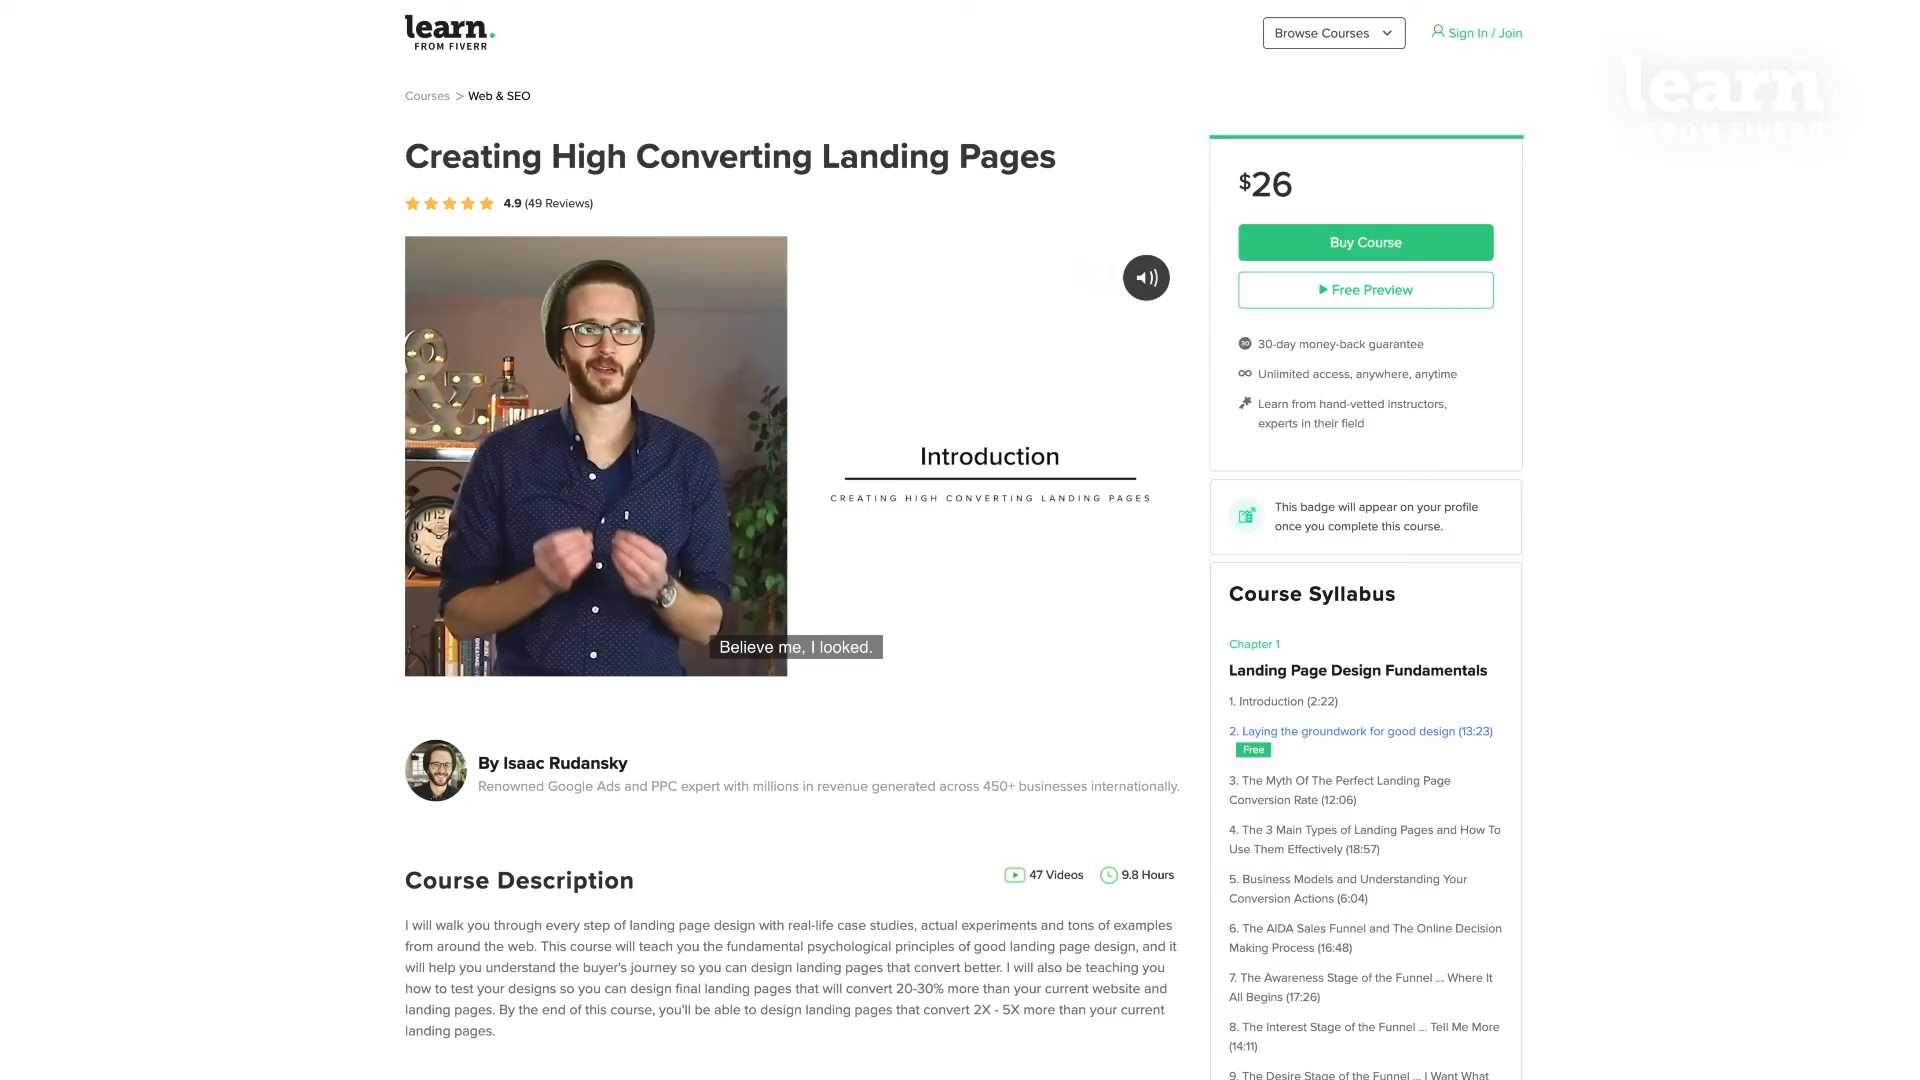 learn.
FROM FIVERR
Browse Courses
Sign In / Join
learn.
FROM FIVERR
Courses > Web & SEO
Creating High Converting Landing Pages
4.9 (49 Reviews)
Introduction
CREATING HIGH CONVERTING LANDING PAGES
Believe me, I looked.
By Isaac Rudansky
Renowned Google Ads and PPC expert with millions in revenue generated across 450+ businesses internationally.
Course Description
47 Videos
9.8 Hours
I will walk you through every step of landing page design with real-life case studies, actual experiments and tons of examples
from around the web. This course will teach you the fundamental psychological principles of good landing page design, and it
will help you understand the buyer's journey so you can design landing pages that convert better. I will also be teaching you
how to test your designs so you can design final landing pages that will convert 20-30% more than your current website and
landing pages. By the end of this course, you'll be able to design landing pages that convert 2X - 5X more than your current
landing pages.
$26
Buy Course
Free Preview
30-day money-back guarantee
Unlimited access, anywhere, anytime
Learn from hand-vetted instructors,
experts in their field
This badge will appear on your profile
once you complete this course.
Course Syllabus
Chapter 1
Landing Page Design Fundamentals
1. Introduction (2:22)
2. Laying the groundwork for good design (13:23)
Free
3. The Myth Of The Perfect Landing Page
Conversion Rate (12:06)
4. The 3 Main Types of Landing Pages and How To
Use Them Effectively (18:57)
5. Business Models and Understanding Your
Conversion Actions (6:04)
6. The AIDA Sales Funnel and The Online Decision
Making Process (16:48)
7. The Awareness Stage of the Funnel ... Where It
All Begins (17:26)
8. The Interest Stage of the Funnel ... Tell Me More
(14:11)
9. The Desire Stage of the Funnel ... I Want What